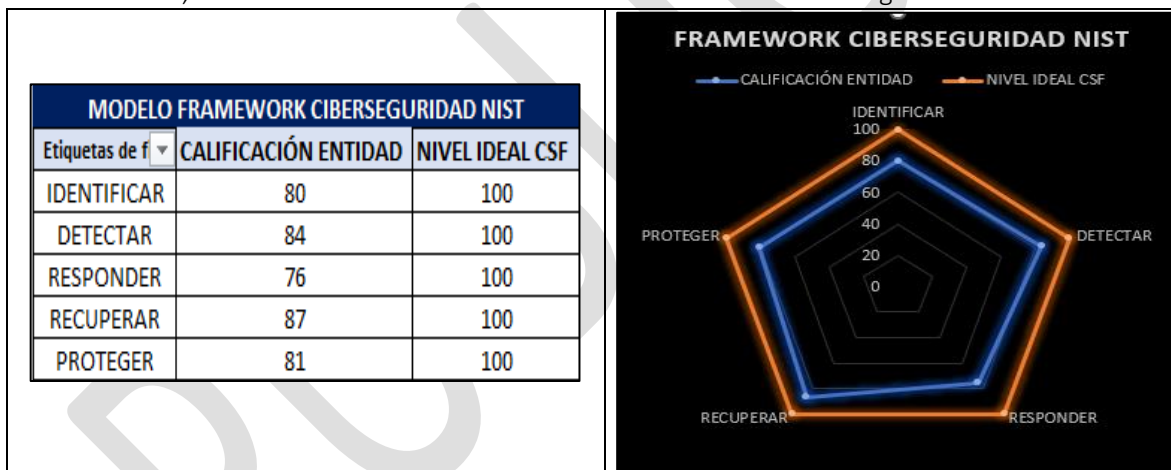 MODELO FRAMEWORK CIBERSEGURIDAD NIST
Etiquetas de f CALIFICACIÓN ENTIDAD NIVEL IDEAL CSF
IDENTIFICAR 80 100
DETECTAR 84 100
RESPONDER 76 100
RECUPERAR 87 100
PROTEGER 81 100
FRAMEWORK CIBERSEGURIDAD NIST
CALIFICACIÓN ENTIDAD NIVEL IDEAL CSF
IDENTIFICAR
100
80
60
40
PROTEGER DETECTAR
20
0
RECUPERAR RESPONDER